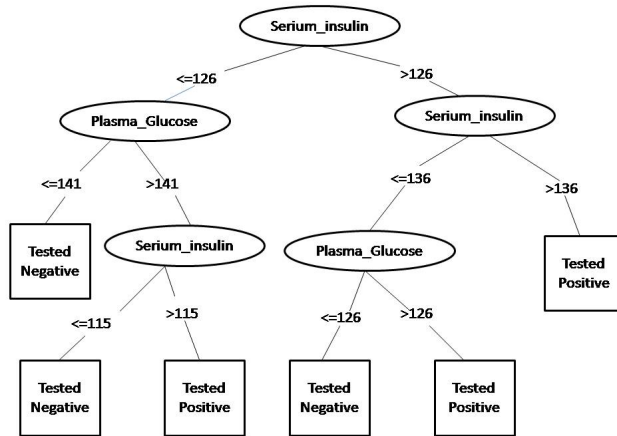 Serium_insulin
<=126
>126
Plasma_Glucose
Serium_insulin
<=141
>141
<=136
>136
Tested
Negative
Serium_insulin
Plasma_Glucose
Tested
Positive
<=115
>115
<=126
>126
Tested
Negative
Tested
Positive
Tested
Negative
Tested
Positive